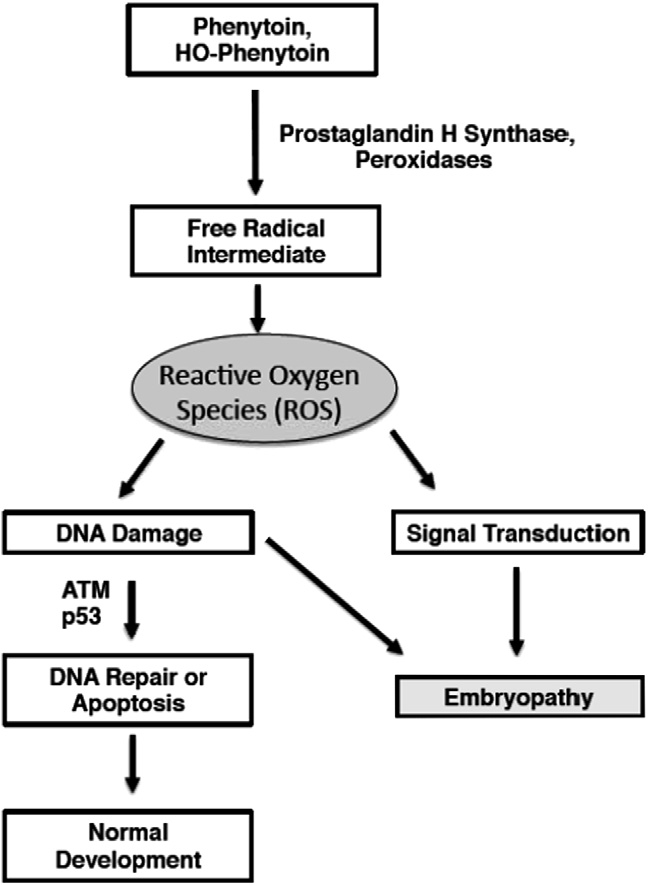 Phenytoin,
HO-Phenytoin
Prostaglandin H Synthase,
Peroxidases
Free Radical
Intermediate
Reactive Oxygen
Species (ROS)
DNA Damage
Signal Transduction
ATM
p53
DNA Repair or
Apoptosis
Embryopathy
Normal
Development